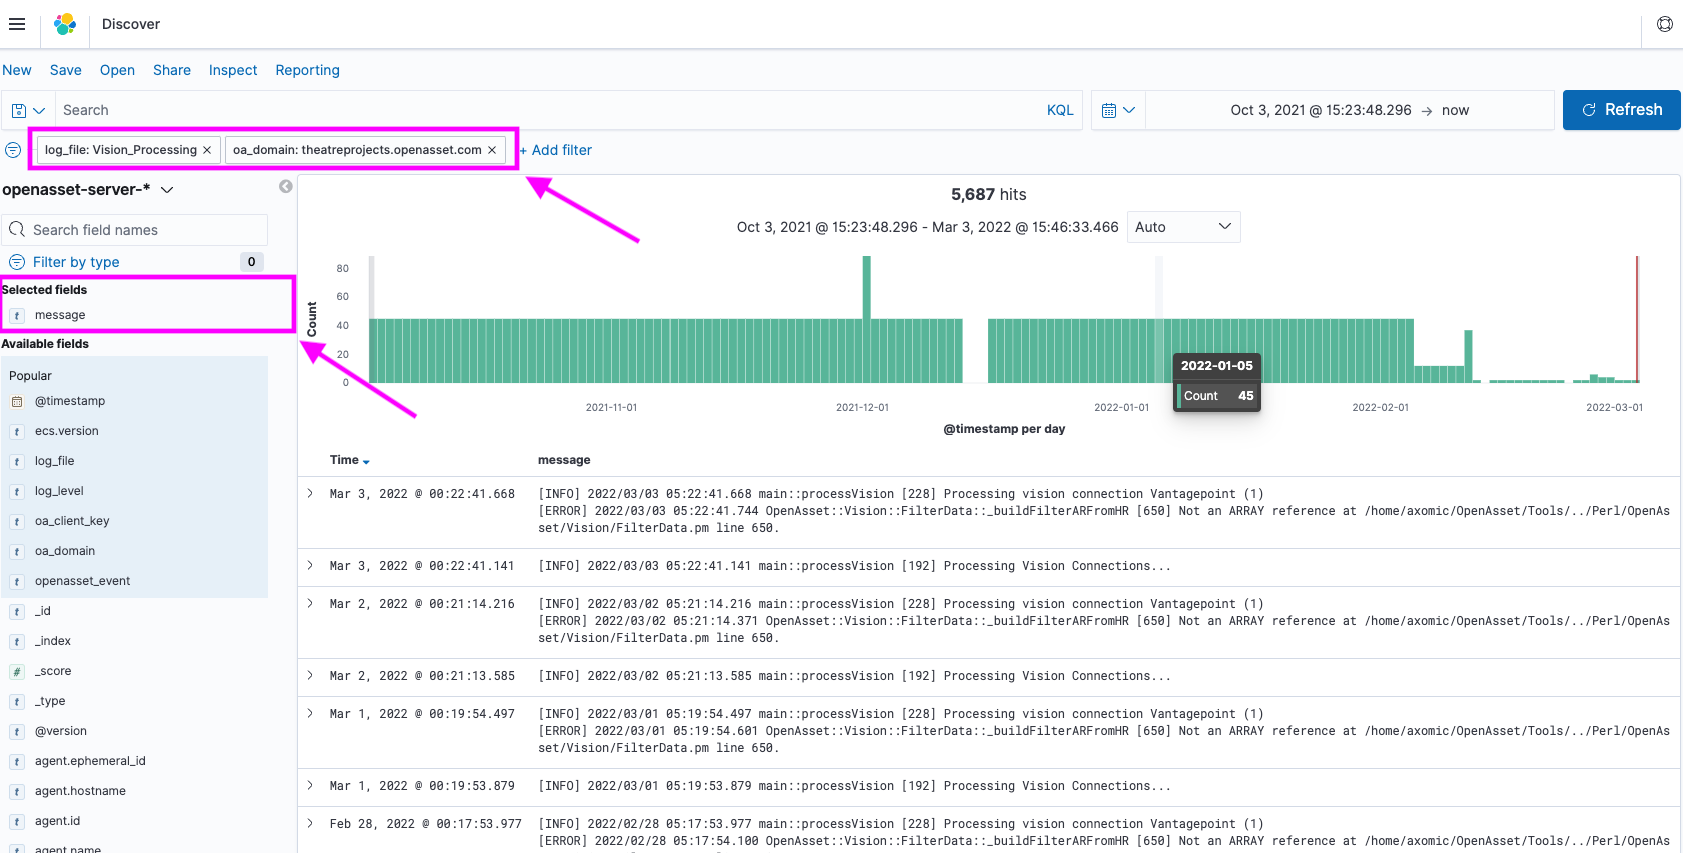 Discover
New Save Open Share Inspect Reporting
Search KQL Oct 3, 2021 @ 15:23:48.296 → now Refresh
log_file: Vision_Processing × oa_domain: theatreprojects.openasset.com × + Add filter
openasset-server-*
5,687 hits
Search field names
Oct 3, 2021 @ 15:23:48.296 - Mar 3, 2022 @ 15:46:33.466 Auto
Filter by type 0
Selected fields
t message
Available fields
Popular
@timestamp
t ecs.version
t log_file
t log_level
t oa_client_key
t oa_domain
t openasset_event
t _id
t _index
# _score
t _type
t @version
t agent.ephemeral_id
t agent.hostname
t agent.id
t agent.name
Count
80
60
40
20
0
2022-01-05
Count 45
2021-11-01 2021-12-01 2022-01-01 2022-02-01 2022-03-01
@timestamp per day
Time message
Mar 3, 2022 @ 00:22:41.668 [INFO] 2022/03/03 05:22:41.668 main::processVision [228] Processing vision connection Vantagepoint (1)
[ERROR] 2022/03/03 05:22:41.744 OpenAsset::Vision::FilterData::_buildFilterARFromHR [650] Not an ARRAY reference at /home/axomic/OpenAsset/Tools/../Perl/OpenAs
set/Vision/FilterData.pm line 650.
Mar 3, 2022 @ 00:22:41.141 [INFO] 2022/03/03 05:22:41.141 main::processVision [192] Processing Vision Connections...
Mar 2, 2022 @ 00:21:14.216 [INFO] 2022/03/02 05:21:14.216 main::processVision [228] Processing vision connection Vantagepoint (1)
[ERROR] 2022/03/02 05:21:14.371 OpenAsset::Vision::FilterData::_buildFilterARFromHR [650] Not an ARRAY reference at /home/axomic/OpenAsset/Tools/../Perl/OpenAs
set/Vision/FilterData.pm line 650.
Mar 2, 2022 @ 00:21:13.585 [INFO] 2022/03/02 05:21:13.585 main::processVision [192] Processing Vision Connections...
Mar 1, 2022 @ 00:19:54.497 [INFO] 2022/03/01 05:19:54.497 main::processVision [228] Processing vision connection Vantagepoint (1)
[ERROR] 2022/03/01 05:19:54.601 OpenAsset::Vision::FilterData::_buildFilterARFromHR [650] Not an ARRAY reference at /home/axomic/OpenAsset/Tools/../Perl/OpenAs
set/Vision/FilterData.pm line 650.
Mar 1, 2022 @ 00:19:53.879 [INFO] 2022/03/01 05:19:53.879 main::processVision [192] Processing Vision Connections...
Feb 28, 2022 @ 00:17:53.977 [INFO] 2022/02/28 05:17:53.977 main::processVision [228] Processing vision connection Vantagepoint (1)
[ERROR] 2022/02/28 05:17:54.100 OpenAsset::Vision::FilterData::_buildFilterARFromHR [650] Not an ARRAY reference at /home/axomic/OpenAsset/Tools/../Perl/OpenAs